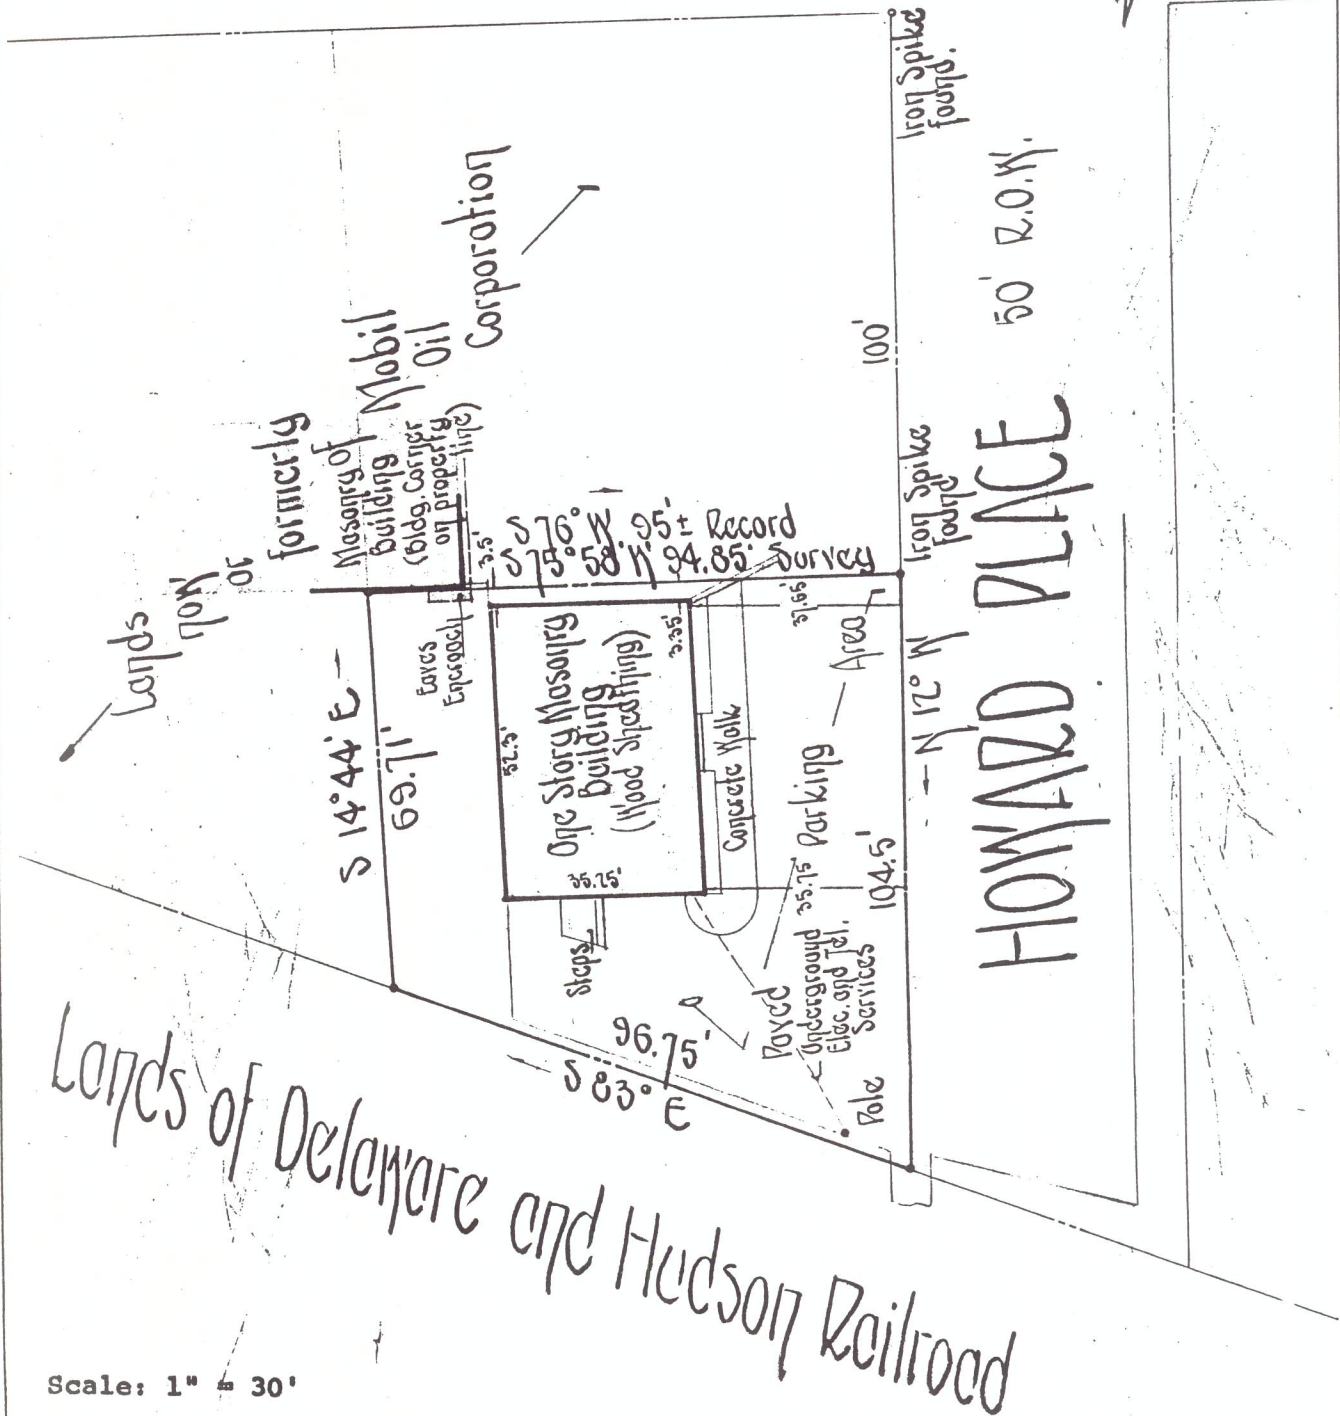 Iron Spike
found.
Lands
now
or
formerly
Mobil
Oil
Corporation
Masonry of
Building
(Bldg. Corner
on property
line)
S 76° W. 95'± Record
S 75° 58' W 94.85' Survey
3.5'
100'
50' R.O.W.
Iron Spike
found
HOWARD PLACE
N 12° W
104.5'
S 14° 44' E
69.71'
Eaves
Encroach
52.3'
One Story Masonry
Building
(Wood Sheathing)
3.35'
35.25'
37.65'
Concrete Walk
Steps
Paved Parking Area
35.75
Underground
Elec. and Tel.
Services
Pole
96.75'
S 83° E
Lands of Delaware and Hudson Railroad
Scale: 1" = 30'